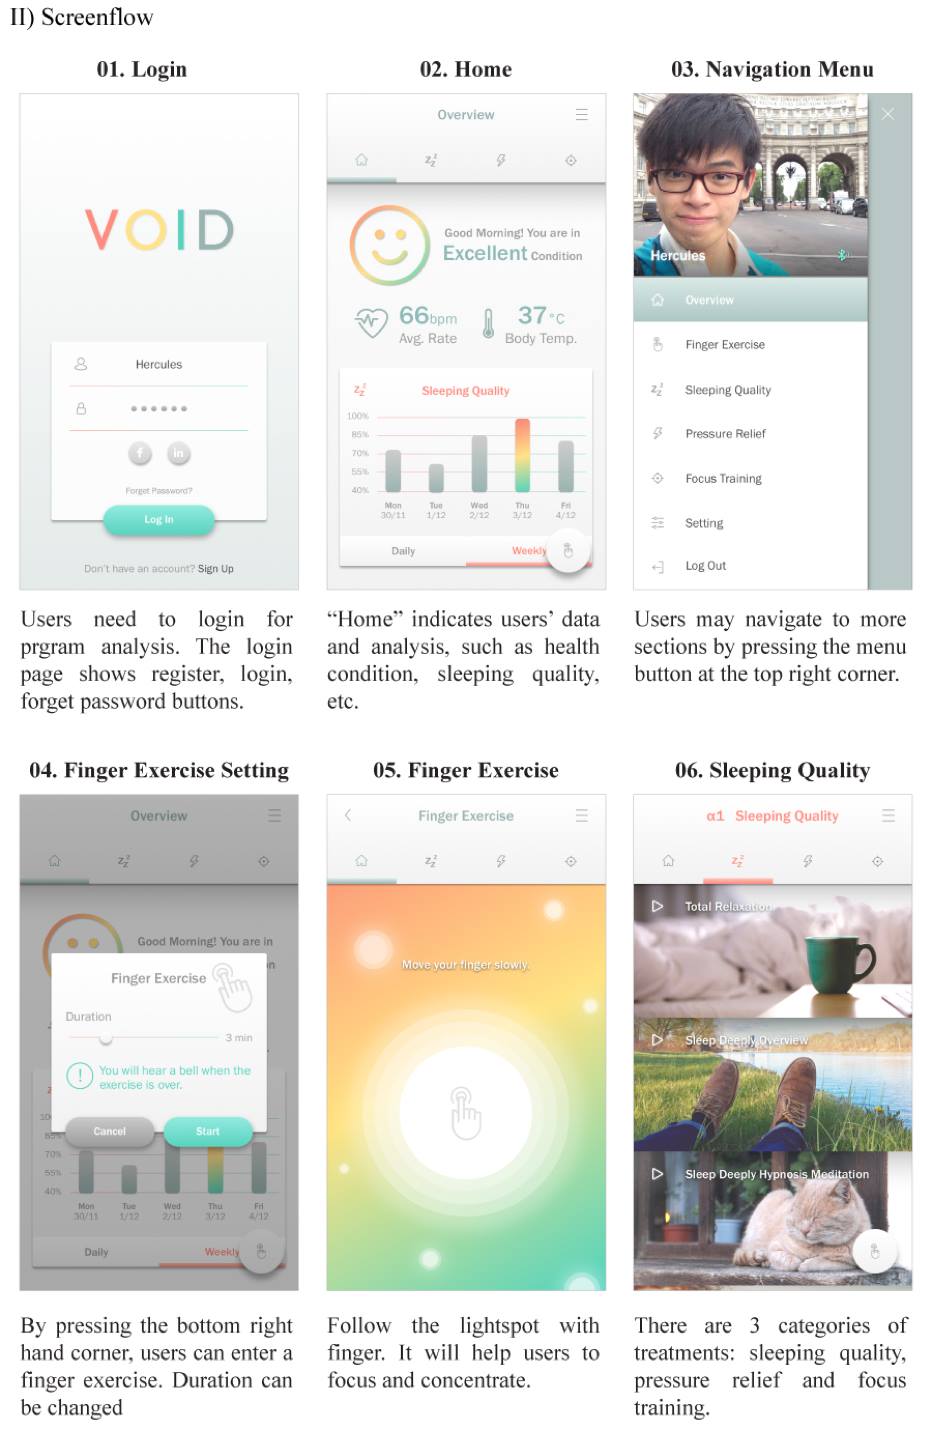 II) Screenflow
01. Login
VOID
Hercules
f
in
Forget Password?
Log In
Don't have an account? Sign Up
Users need to login for
prgram analysis. The login
page shows register, login,
forget password buttons.
02. Home
Overview
Good Morning! You are in
Excellent Condition
66bpm
Avg. Rate
37°C
Body Temp.
Sleeping Quality
100%
85%
70%
55%
40%
Mon Tue Wed Thu Fri
30/11 1/12 2/12 3/12 4/12
Daily Weekly
"Home" indicates users' data
and analysis, such as health
condition, sleeping quality,
etc.
03. Navigation Menu
Hercules
Overview
Finger Exercise
Sleeping Quality
Pressure Relief
Focus Training
Setting
Log Out
Users may navigate to more
sections by pressing the menu
button at the top right corner.
04. Finger Exercise Setting
Overview
Good Morning! You are in
on
Finger Exercise
Duration
3 min
You will hear a bell when the
exercise is over.
Cancel Start
10
85%
70%
55%
40%
Mon Tue Wed Thu Fri
30/11 1/12 2/12 3/12 4/12
Daily Weekly
By pressing the bottom right
hand corner, users can enter a
finger exercise. Duration can
be changed
05. Finger Exercise
Finger Exercise
Move your finger slowly.
Follow the lightspot with
finger. It will help users to
focus and concentrate.
06. Sleeping Quality
α1 Sleeping Quality
Total Relaxation
Sleep Deeply Overview
Sleep Deeply Hypnosis Meditation
There are 3 categories of
treatments: sleeping quality,
pressure relief and focus
training.